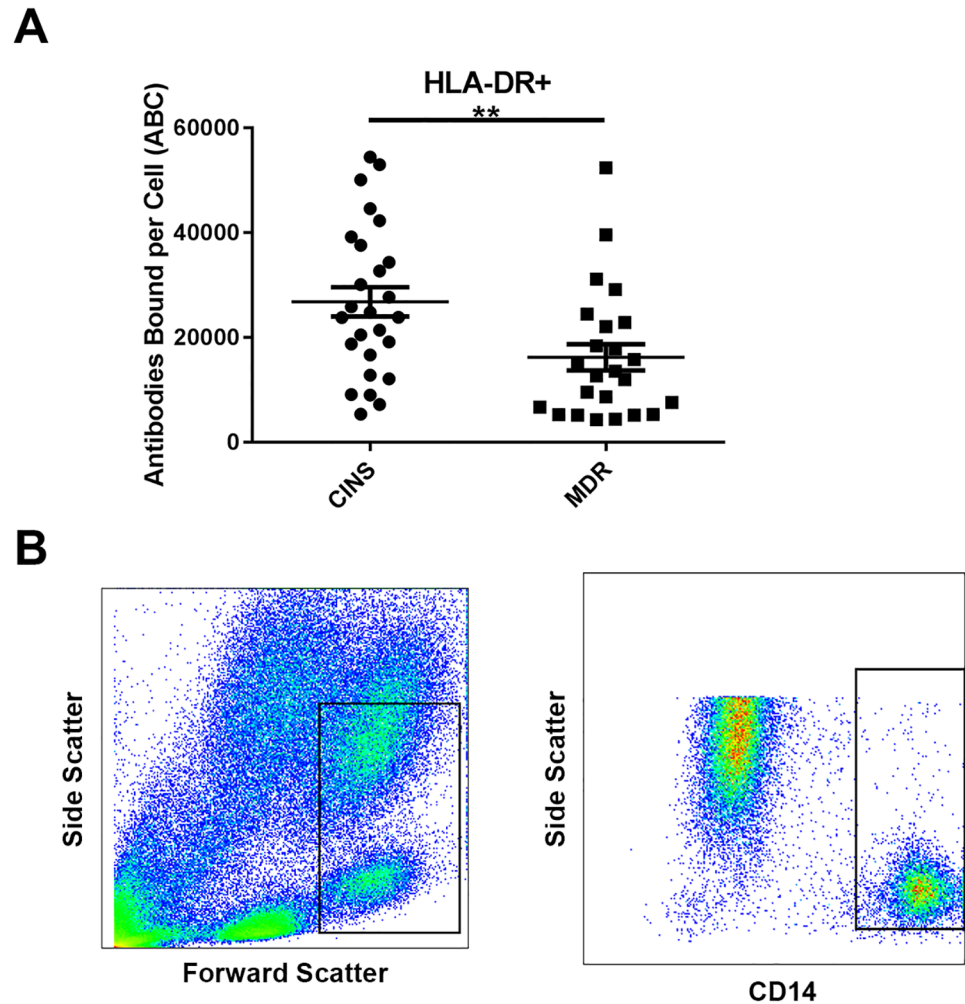 A
HLA-DR+
**
Antibodies Bound per Cell (ABC)
60000
40000
20000
0
CINS
MDR
B
Side Scatter
Forward Scatter
Side Scatter
CD14